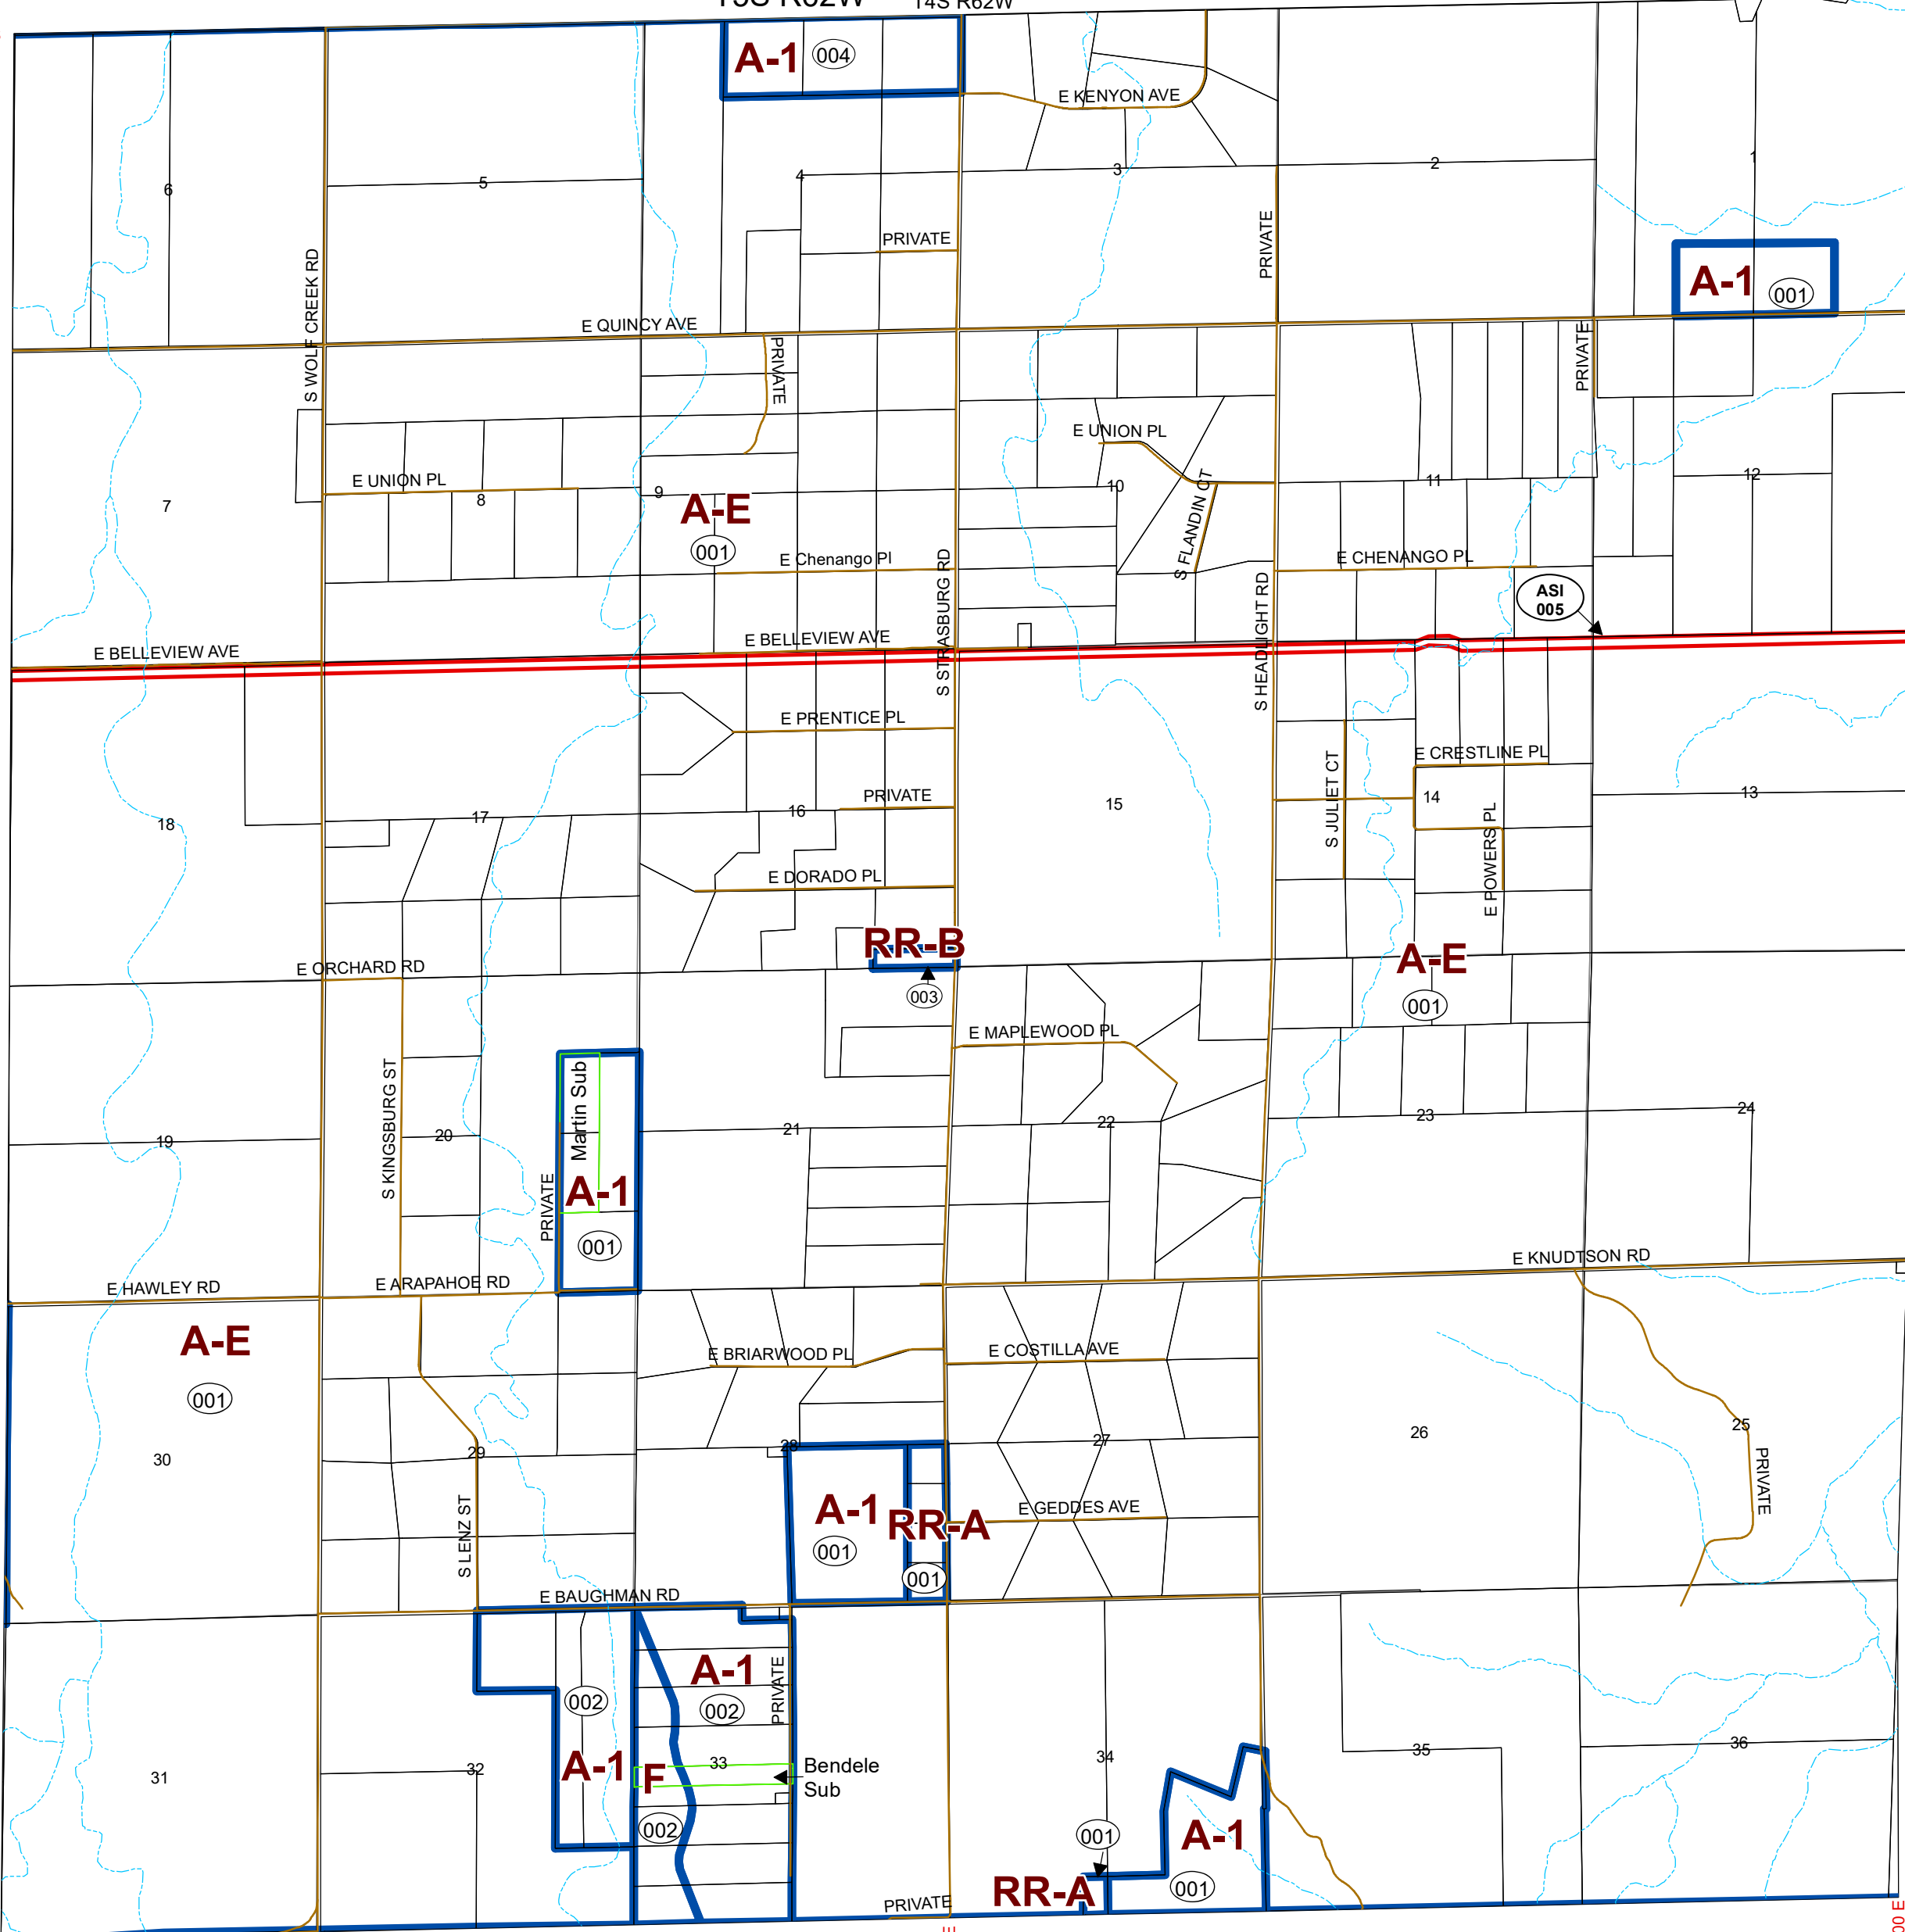 T4S R62W
A-1
004
E KENYON AVE
6
5
4
3
2
1
S WOLF CREEK RD
PRIVATE
PRIVATE
A-1
001
E QUINCY AVE
PRIVATE
PRIVATE
E UNION PL
E UNION PL
7
8
9
10
11
12
A-E
001
S FLANDIN CT
E Chenango Pl
E CHENANGO PL
S STRASBURG RD
S HEADLIGHT RD
ASI
005
E BELLEVIEW AVE
E BELLEVIEW AVE
E PRENTICE PL
E CRESTLINE PL
S JULIET CT
PRIVATE
18
17
16
15
14
13
E POWERS PL
E DORADO PL
RR-B
003
A-E
001
E ORCHARD RD
E MAPLEWOOD PL
S KINGSBURG ST
Martin Sub
19
20
21
22
23
24
PRIVATE
A-1
001
E HAWLEY RD
E ARAPAHOE RD
E KNUDTSON RD
A-E
001
E BRIARWOOD PL
E COSTILLA AVE
30
29
28
27
26
25
PRIVATE
S LENZ ST
A-1
001
RR-A
001
E GEDDES AVE
E BAUGHMAN RD
A-1
002
PRIVATE
002
A-1
F
002
33
Bendele
Sub
31
32
34
35
36
001
A-1
001
RR-A
PRIVATE
00 E